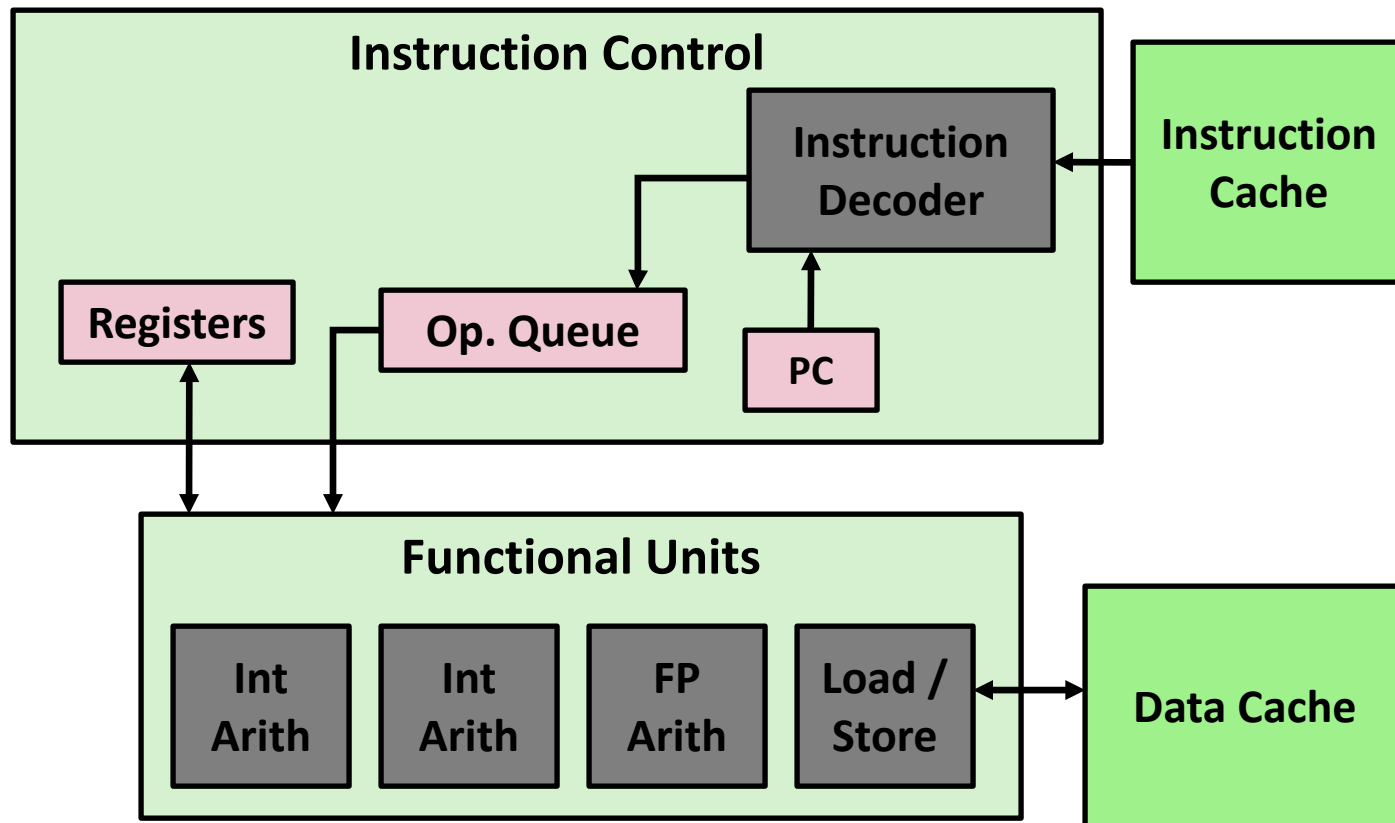 Instruction Control
Instruction
Decoder
Instruction
Cache
Registers
Op. Queue
PC
Functional Units
Int
Arith
Int
Arith
FP
Arith
Load /
Store
Data Cache